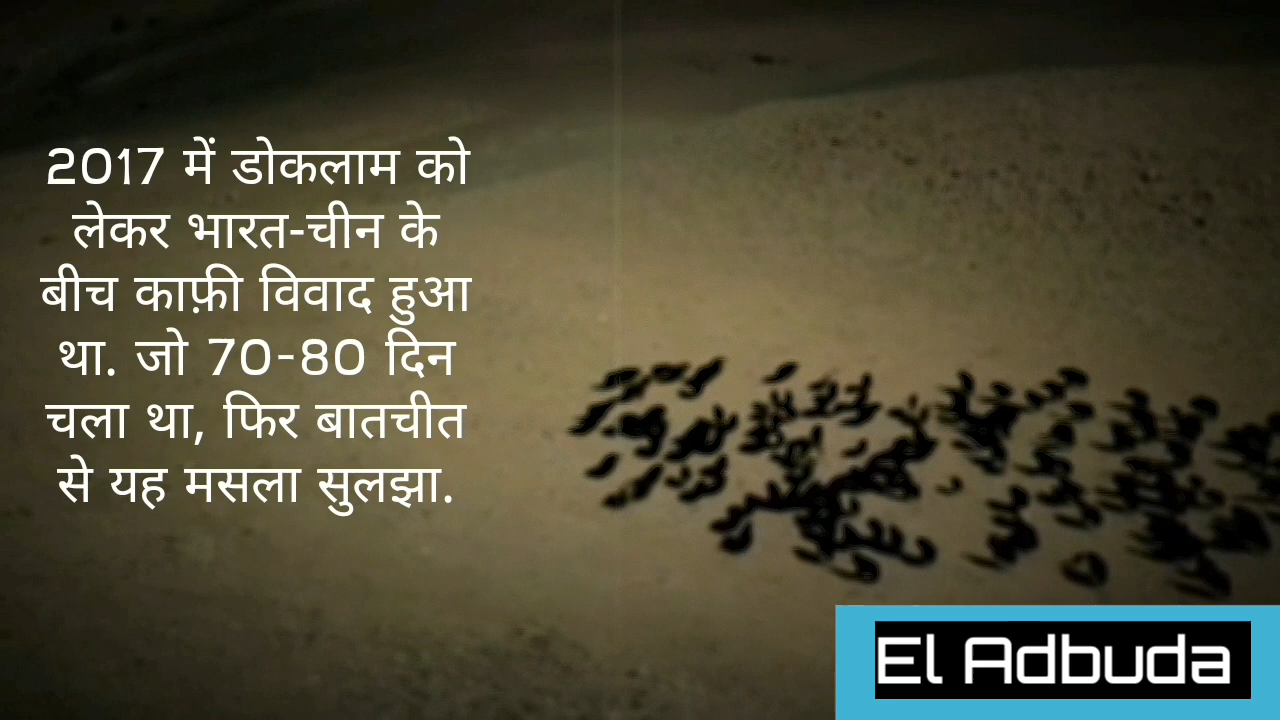 2017 में डोकलाम को
लेकर भारत-चीन के
बीच काफ़ी विवाद हुआ
था. जो 70-80 दिन
चला था, फिर बातचीत
से यह मसला सुलझा.
El Adbuda